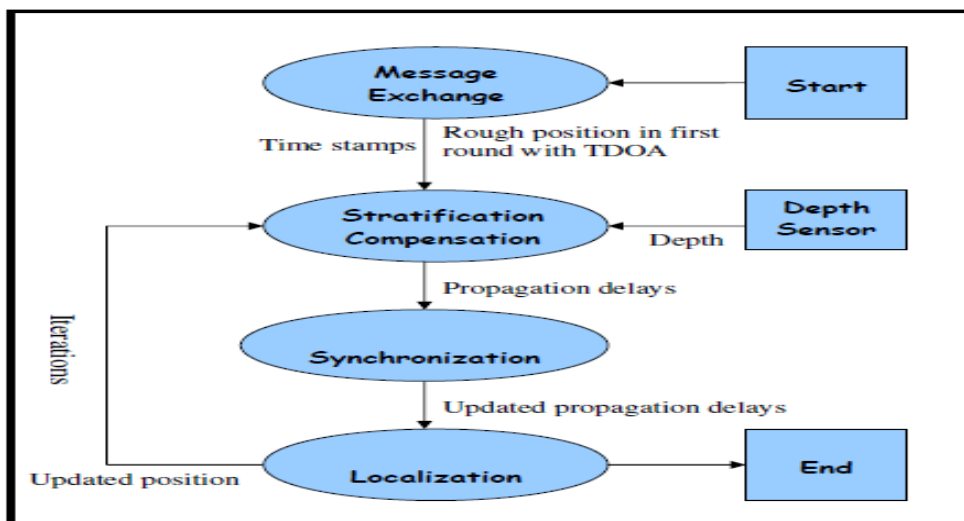 Message
Exchange
Start
Time stamps
Rough position in first
round with TDOA
Stratification
Compensation
Depth
Sensor
Depth
Propagation delays
Synchronization
Iterations
Updated propagation delays
Localization
End
Updated position